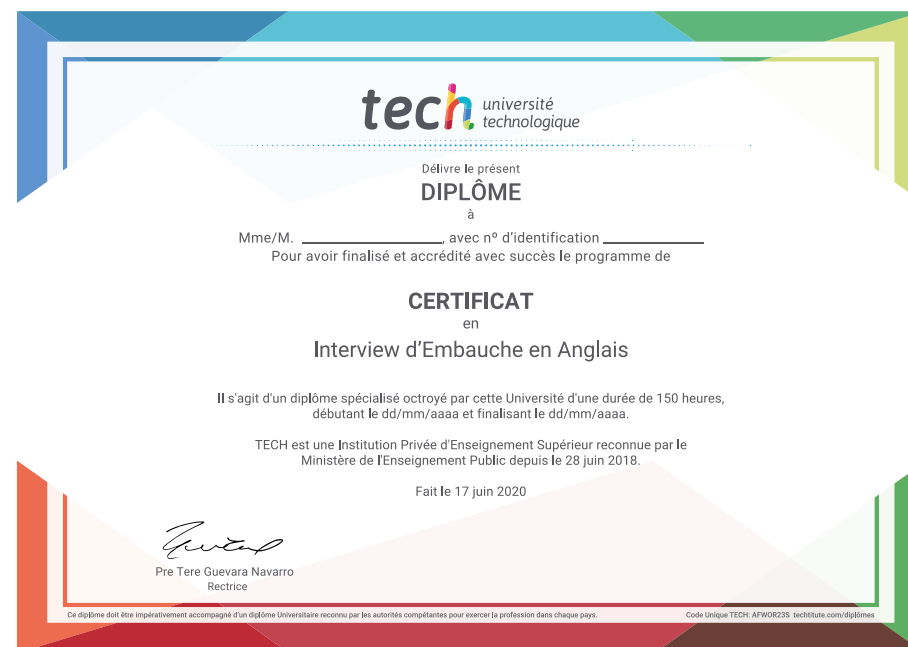 tech université
technologique
Délivre le présent
DIPLÔME
à
Mme/M. ____________________, avec nº d'identification ______________
Pour avoir finalisé et accrédité avec succès le programme de
CERTIFICAT
en
Interview d'Embauche en Anglais
Il s'agit d'un diplôme spécialisé octroyé par cette Université d'une durée de 150 heures,
débutant le dd/mm/aaaa et finalisant le dd/mm/aaaa.
TECH est une Institution Privée d'Enseignement Supérieur reconnue par le
Ministère de l'Enseignement Public depuis le 28 juin 2018.
Fait le 17 juin 2020
Pre Tere Guevara Navarro
Rectrice
Ce diplôme doit être impérativement accompagné d'un diplôme Universitaire reconnu par les autorités compétantes pour exercer la profession dans chaque pays.
Code Unique TECH: AFWOR23S techtitute.com/diplômes